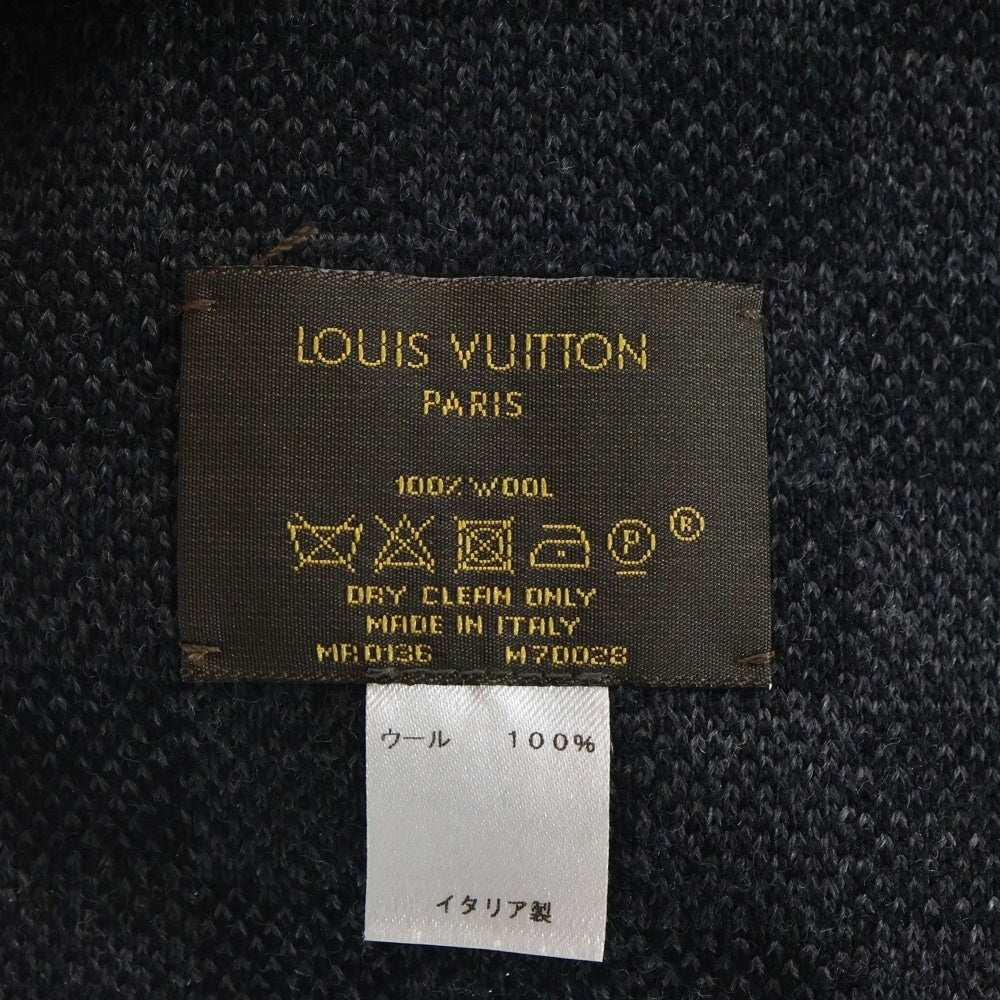 LOUIS VUITTON
PARIS
100% WOOL
P ®
DRY CLEAN ONLY
MADE IN ITALY
MR0136 M70028
ウール 100%
イタリア製